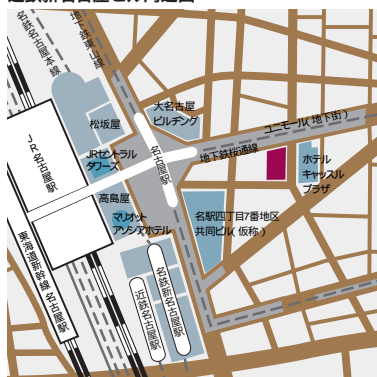 名鉄名古屋本線
地下鉄東山線
大名古屋
ビルヂング
ユニモール(地下街)
松坂屋
地下鉄桜通線
JR名古屋駅
JRセントラル
タワーズ
名古屋駅
ホテル
キャッスル
プラザ
高島屋
マリオット
アソシアホテル
名駅四丁目7番地区
共同ビル(仮称)
東海道新幹線 名古屋駅
近鉄名古屋駅
名鉄新名古屋駅